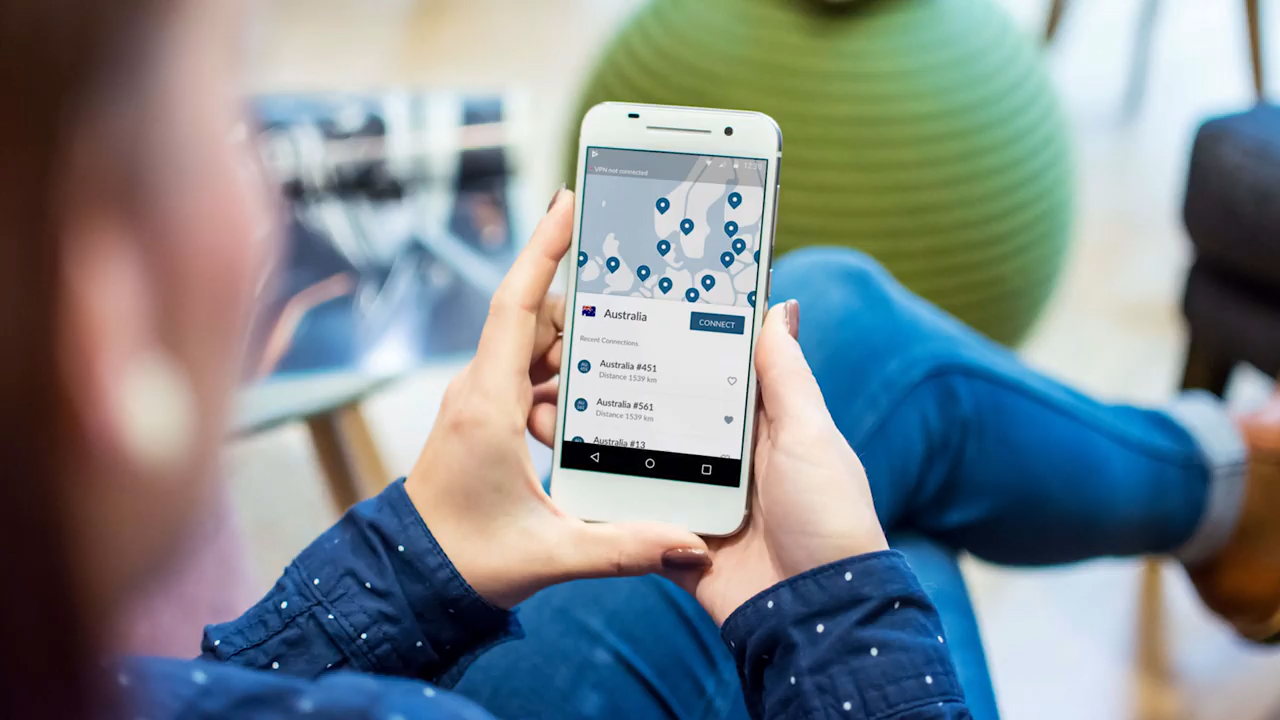 VPN not connected
Australia
CONNECT
Recent Connections
Australia #451
Distance 1539 km
Australia #561
Distance 1539 km
Australia #13